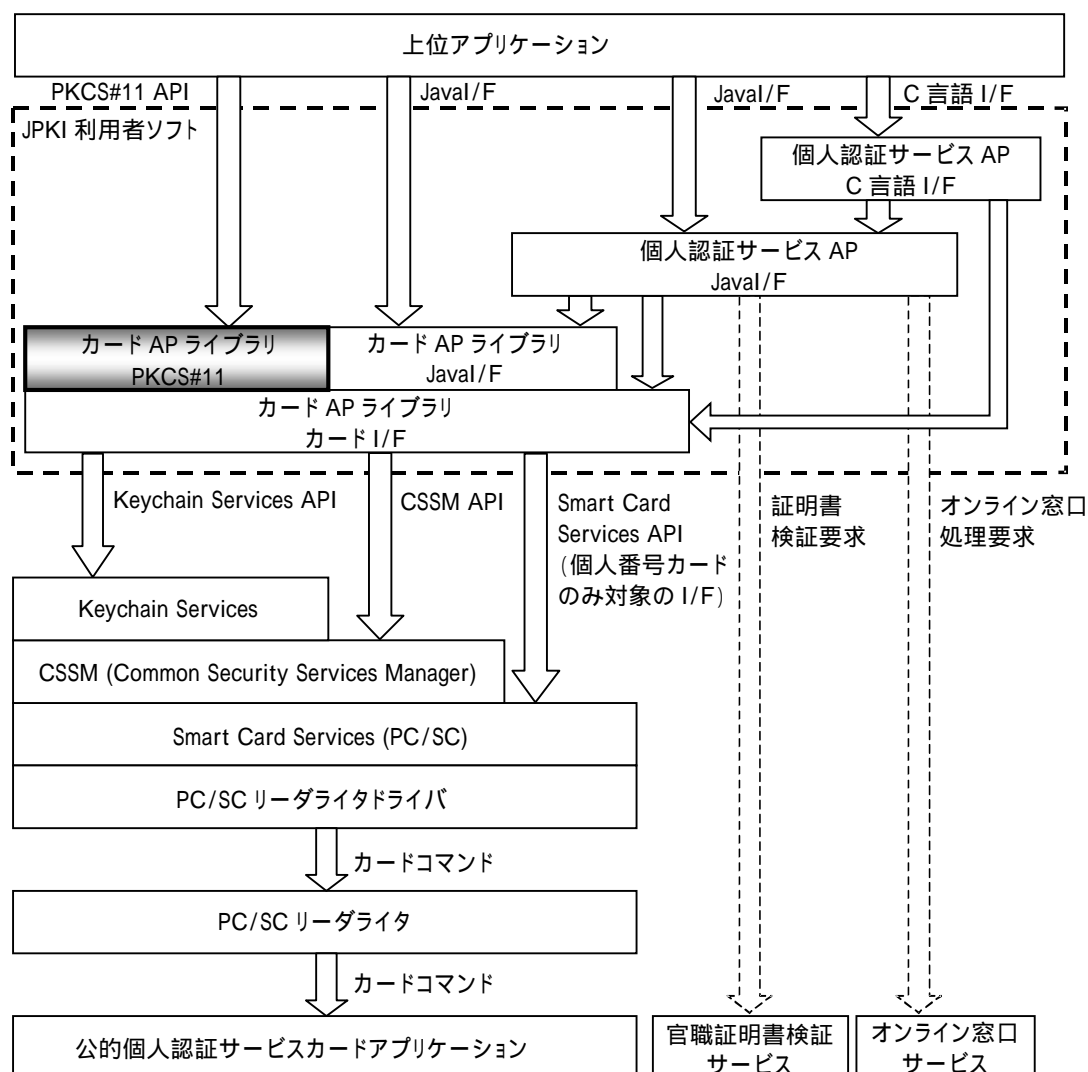 上位アプリケーション
PKCS#11 API
JavaI/F
JavaI/F
C 言語 I/F
JPKI 利用者ソフト
個人認証サービス AP
C 言語 I/F
個人認証サービス AP
JavaI/F
カード AP ライブラリ
PKCS#11
カード AP ライブラリ
JavaI/F
カード AP ライブラリ
カード I/F
Keychain Services API
CSSM API
Smart Card
Services API
(個人番号カード
のみ対象の I/F)
証明書
検証要求
オンライン窓口
処理要求
Keychain Services
CSSM (Common Security Services Manager)
Smart Card Services (PC/SC)
PC/SC リーダライタドライバ
カードコマンド
PC/SC リーダライタ
カードコマンド
公的個人認証サービスカードアプリケーション
官職証明書検証
サービス
オンライン窓口
サービス